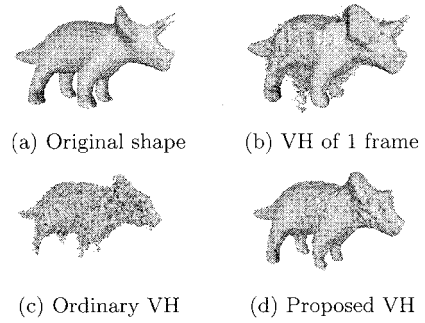 (a) Original shape
(b) VH of 1 frame
(c) Ordinary VH
(d) Proposed VH